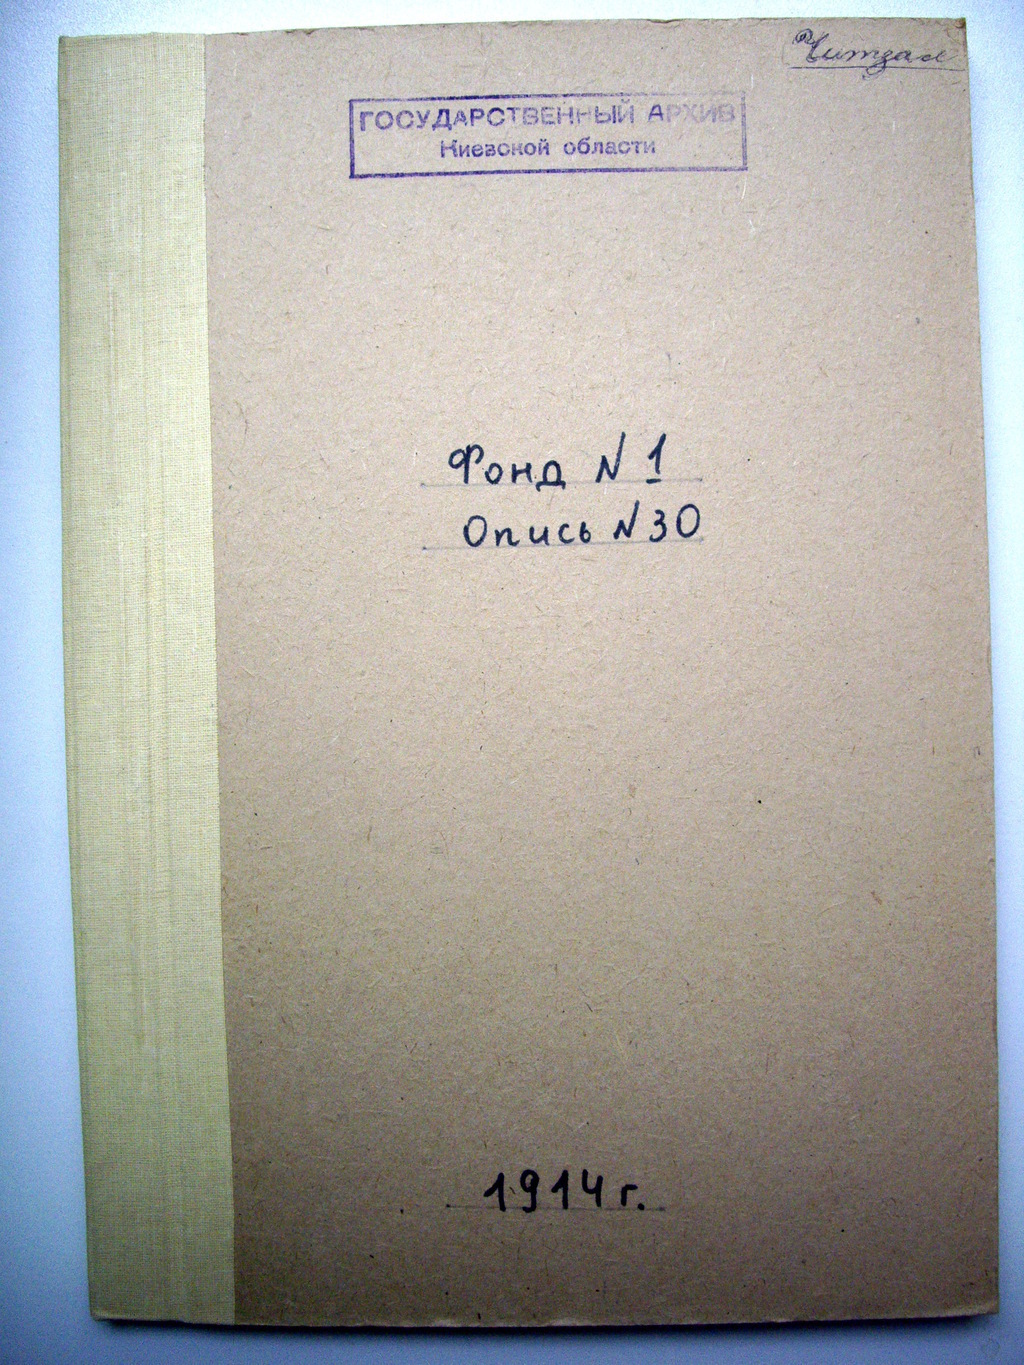 Читзал
ГОСУДАРСТВЕННЫЙ АРХИВ
Киевской области
Фонд N 1
Опись N 30
1914 г.